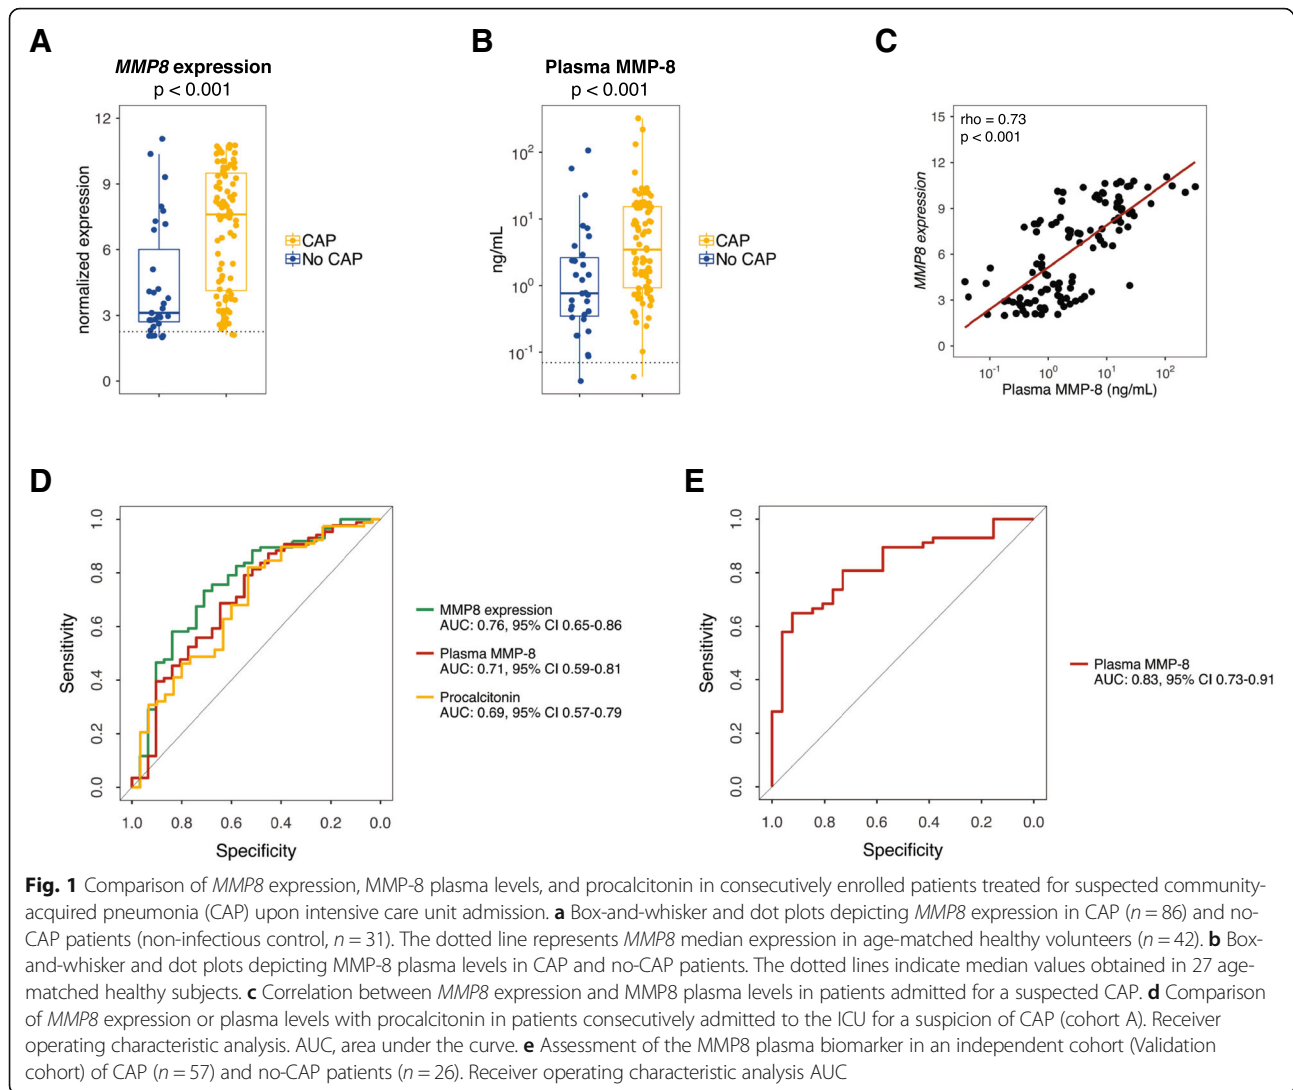 A
MMP8 expression
p < 0.001
normalized expression
12
9
6
3
0
CAP
No CAP
B
Plasma MMP-8
p < 0.001
ng/mL
10²
10¹
10⁰
10⁻¹
CAP
No CAP
C
rho = 0.73
p < 0.001
MMP8 expression
15
12
9
6
3
0
10⁻¹ 10⁰ 10¹ 10²
Plasma MMP-8 (ng/mL)
D
Sensitivity
1.0
0.8
0.6
0.4
0.2
0.0
1.0 0.8 0.6 0.4 0.2 0.0
Specificity
MMP8 expression
AUC: 0.76, 95% CI 0.65-0.86
Plasma MMP-8
AUC: 0.71, 95% CI 0.59-0.81
Procalcitonin
AUC: 0.69, 95% CI 0.57-0.79
E
Sensitivity
1.0
0.8
0.6
0.4
0.2
0.0
1.0 0.8 0.6 0.4 0.2 0.0
Specificity
Plasma MMP-8
AUC: 0.83, 95% CI 0.73-0.91
Fig. 1 Comparison of MMP8 expression, MMP-8 plasma levels, and procalcitonin in consecutively enrolled patients treated for suspected community-
acquired pneumonia (CAP) upon intensive care unit admission. a Box-and-whisker and dot plots depicting MMP8 expression in CAP (n = 86) and no-
CAP patients (non-infectious control, n = 31). The dotted line represents MMP8 median expression in age-matched healthy volunteers (n = 42). b Box-
and-whisker and dot plots depicting MMP-8 plasma levels in CAP and no-CAP patients. The dotted lines indicate median values obtained in 27 age-
matched healthy subjects. c Correlation between MMP8 expression and MMP8 plasma levels in patients admitted for a suspected CAP. d Comparison
of MMP8 expression or plasma levels with procalcitonin in patients consecutively admitted to the ICU for a suspicion of CAP (cohort A). Receiver
operating characteristic analysis. AUC, area under the curve. e Assessment of the MMP8 plasma biomarker in an independent cohort (Validation
cohort) of CAP (n = 57) and no-CAP patients (n = 26). Receiver operating characteristic analysis AUC